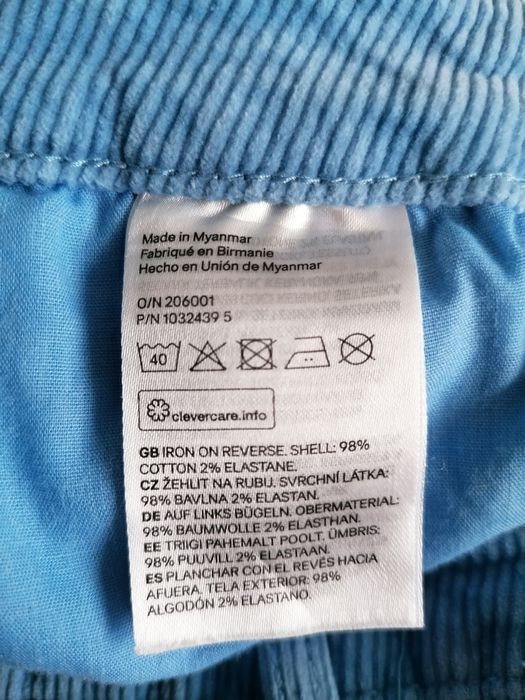 Made in Myanmar
Fabriqué en Birmanie
Hecho en Unión de Myanmar
O/N 206001
P/N 1032439 5
40
clevercare.info
GB IRON ON REVERSE. SHELL: 98%
COTTON 2% ELASTANE.
CZ ŽEHLIT NA RUBU. SVRCHNÍ LÁTKA:
98% BAVLNA 2% ELASTAN.
DE AUF LINKS BÜGELN. OBERMATERIAL:
98% BAUMWOLLE 2% ELASTHAN.
EE TRIIGI PAHEMALT POOLT. ÜMBRIS:
98% PUUVILL 2% ELASTAAN.
ES PLANCHAR CON EL REVÉS HACIA
AFUERA. TELA EXTERIOR: 98%
ALGODÓN 2% ELASTANO.